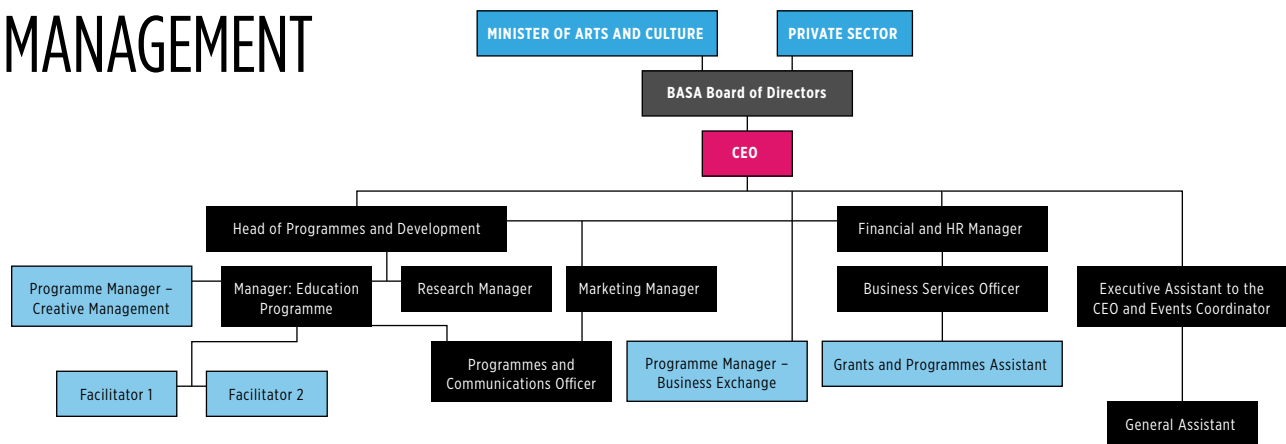 MANAGEMENT
MINISTER OF ARTS AND CULTURE
PRIVATE SECTOR
BASA Board of Directors
CEO
Head of Programmes and Development
Financial and HR Manager
Programme Manager –
Creative Management
Manager: Education
Programme
Research Manager
Marketing Manager
Business Services Officer
Executive Assistant to the
CEO and Events Coordinator
Programmes and
Communications Officer
Programme Manager –
Business Exchange
Grants and Programmes Assistant
Facilitator 1
Facilitator 2
General Assistant